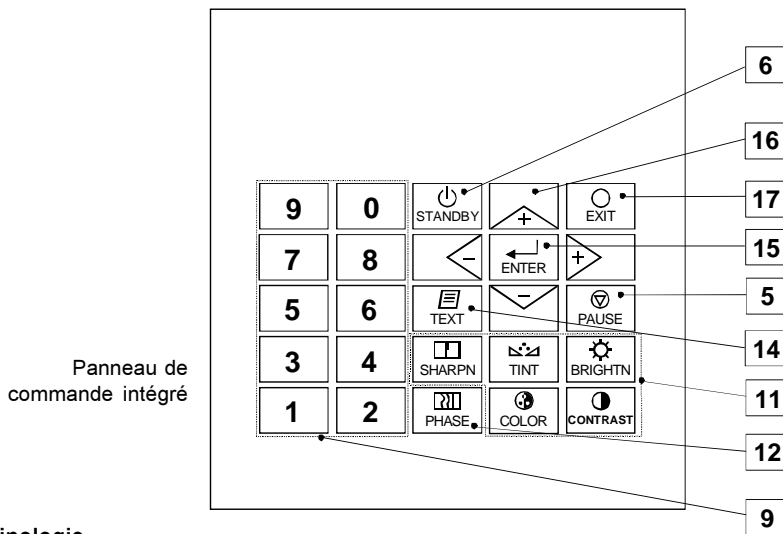 6
16
9 0 STANDBY + EXIT 17
7 8 - ENTER + 15
5 6 TEXT - PAUSE 5
14
3 4 SHARPN TINT BRIGHTN
Panneau de
commande intégré
11
1 2 PHASE COLOR CONTRAST
12
9